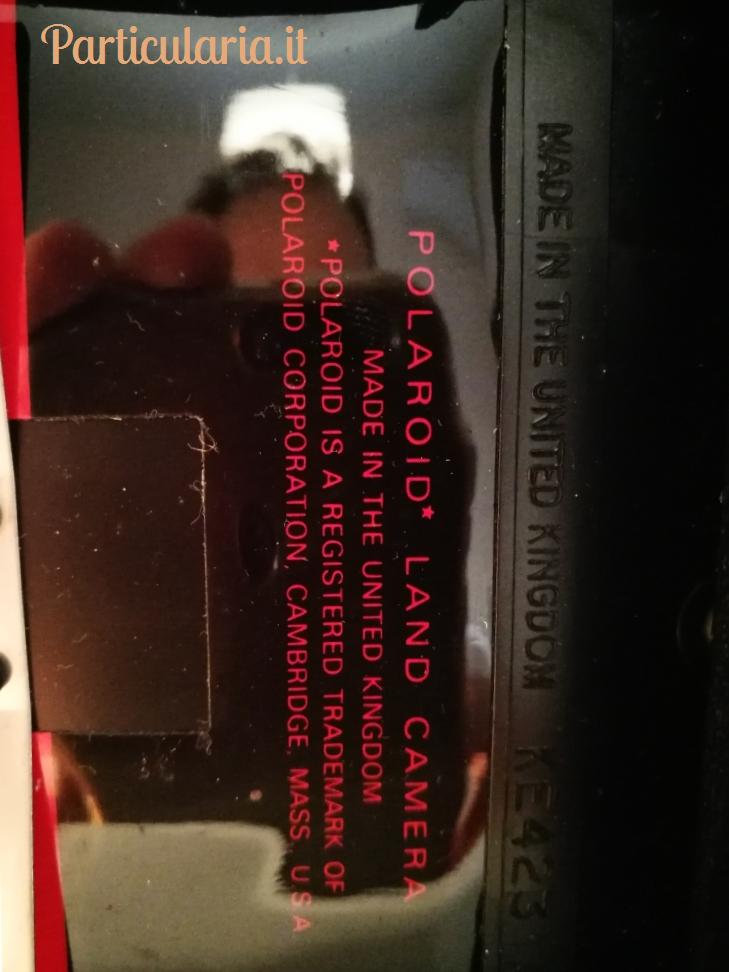 Particularia.it
MADE IN THE UNITED KINGDOM KE423
POLAROID* LAND CAMERA
MADE IN THE UNITED KINGDOM
*POLAROID IS A REGISTERED TRADEMARK OF
POLAROID CORPORATION, CAMBRIDGE, MASS. U.S.A